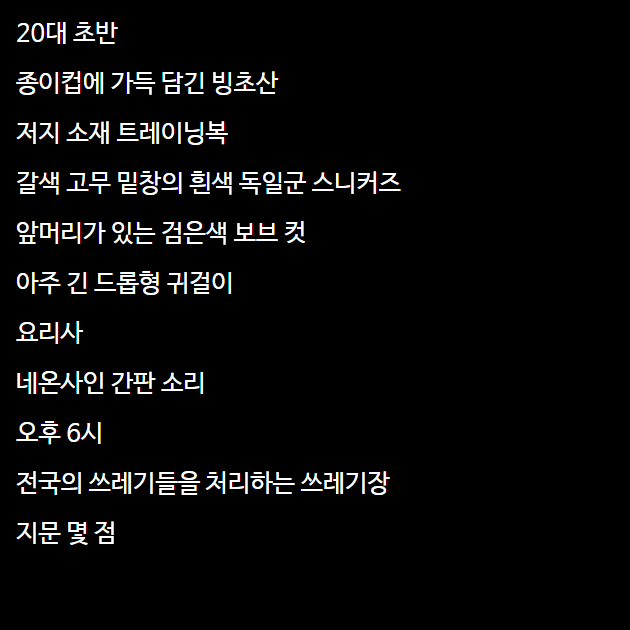 20대 초반
종이컵에 가득 담긴 빙초산
저지 소재 트레이닝복
갈색 고무 밑창의 흰색 독일군 스니커즈
앞머리가 있는 검은색 보브 컷
아주 긴 드롭형 귀걸이
요리사
네온사인 간판 소리
오후 6시
전국의 쓰레기들을 처리하는 쓰레기장
지문 몇 점